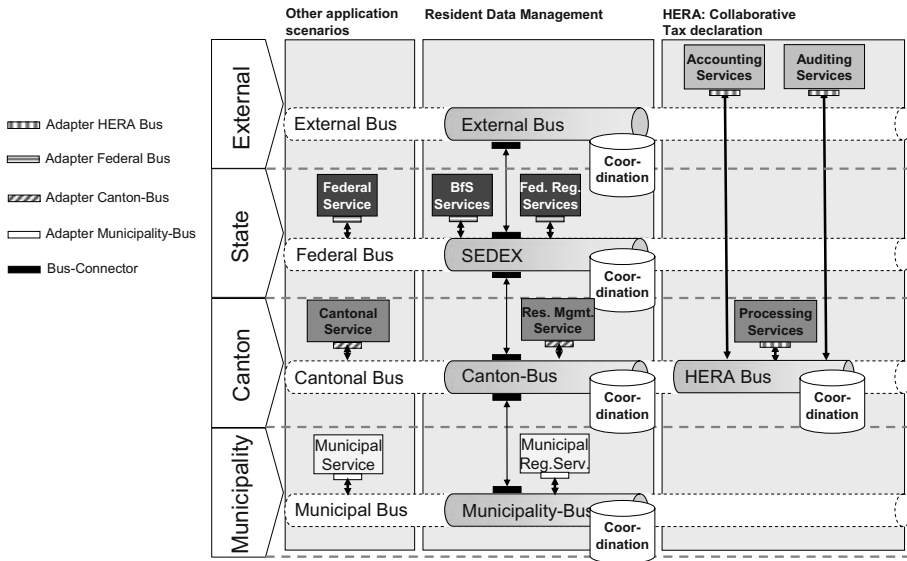 Other application
scenarios
Resident Data Management
HERA: Collaborative
Tax declaration
External
Accounting
Services
Auditing
Services
External Bus
External Bus
Coor-
dination
Adapter HERA Bus
Adapter Federal Bus
Adapter Canton-Bus
Adapter Municipality-Bus
Bus-Connector
State
Federal
Service
BfS
Services
Fed. Reg.
Services
Federal Bus
SEDEX
Coor-
dination
Canton
Cantonal
Service
Res. Mgmt.
Service
Processing
Services
Cantonal Bus
Canton-Bus
Coor-
dination
HERA Bus
Coor-
dination
Municipality
Municipal
Service
Municipal
Reg.Serv.
Municipal Bus
Municipality-Bus
Coor-
dination